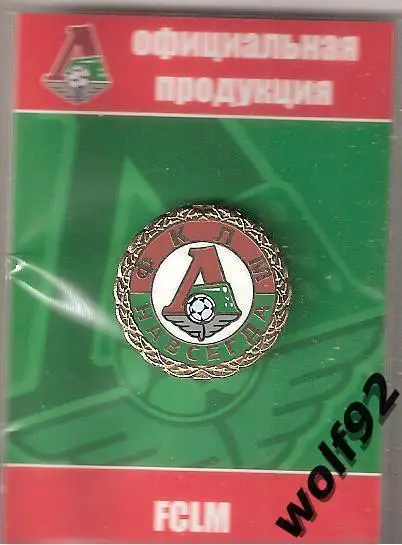 официальная
продукция
ФКЛМ
НАВСЕГДА
FCLM
wolf92